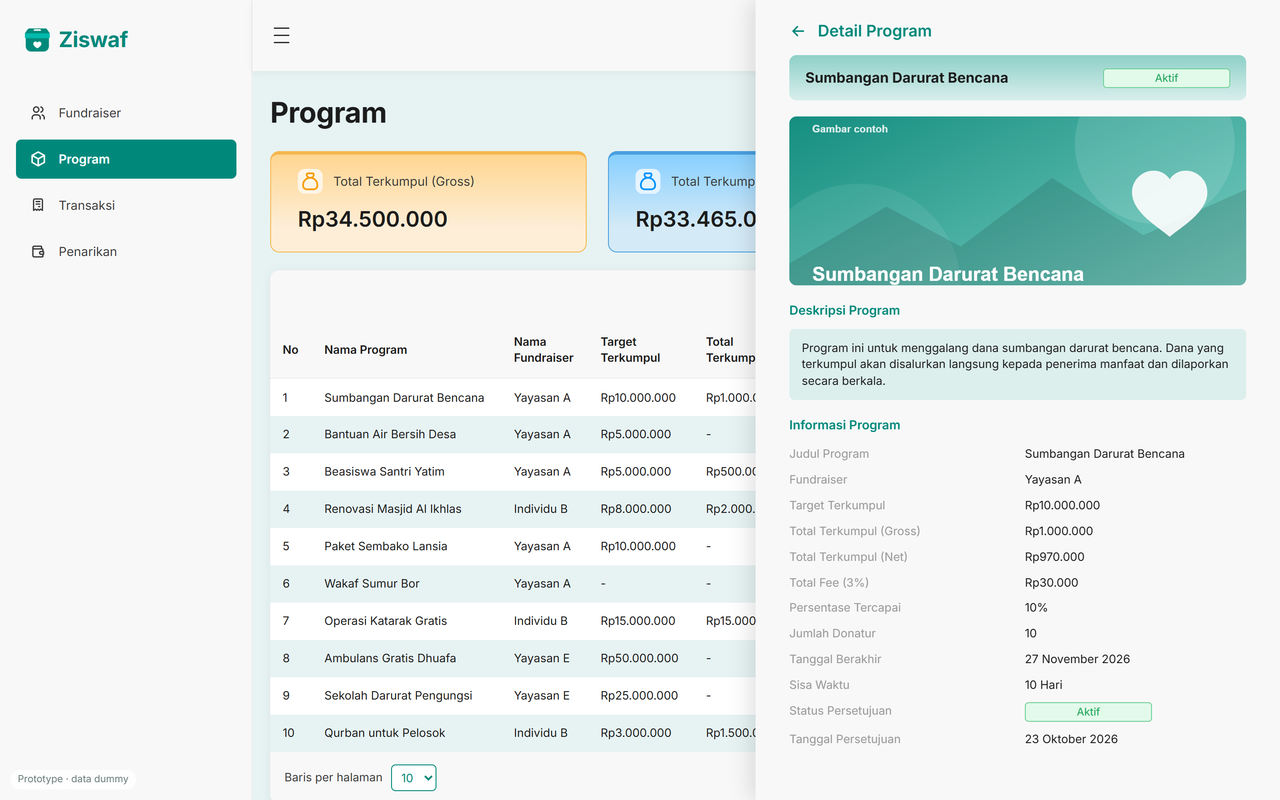 Ziswaf
Fundraiser
Program
Transaksi
Penarikan
Prototype · data dummy
Program
Total Terkumpul (Gross)
Rp34.500.000
Rp33.465.0
No Nama Program Nama Fundraiser Target Terkumpul Total
1 Sumbangan Darurat Bencana Yayasan A Rp10.000.000 Rp1.000.0
2 Bantuan Air Bersih Desa Yayasan A Rp5.000.000 -
3 Beasiswa Santri Yatim Yayasan A Rp5.000.000 Rp500.00
4 Renovasi Masjid Al Ikhlas Individu B Rp8.000.000 Rp2.000.
5 Paket Sembako Lansia Yayasan A Rp10.000.000 -
6 Wakaf Sumur Bor Yayasan A - -
7 Operasi Katarak Gratis Individu B Rp15.000.000 Rp15.000
8 Ambulans Gratis Dhuafa Yayasan E Rp50.000.000 -
9 Sekolah Darurat Pengungsi Yayasan E Rp25.000.000 -
10 Qurban untuk Pelosok Individu B Rp3.000.000 Rp1.500.
Baris per halaman 10
Detail Program
Sumbangan Darurat Bencana Aktif
Gambar contoh
Sumbangan Darurat Bencana
Deskripsi Program
Program ini untuk menggalang dana sumbangan darurat bencana. Dana yang
terkumpul akan disalurkan langsung kepada penerima manfaat dan dilaporkan
secara berkala.
Informasi Program
Judul Program Sumbangan Darurat Bencana
Fundraiser Yayasan A
Target Terkumpul Rp10.000.000
Total Terkumpul (Gross) Rp1.000.000
Total Terkumpul (Net) Rp970.000
Total Fee (3%) Rp30.000
Persentase Tercapai 10%
Jumlah Donatur 10
Tanggal Berakhir 27 November 2026
Sisa Waktu 10 Hari
Status Persetujuan Aktif
Tanggal Persetujuan 23 Oktober 2026